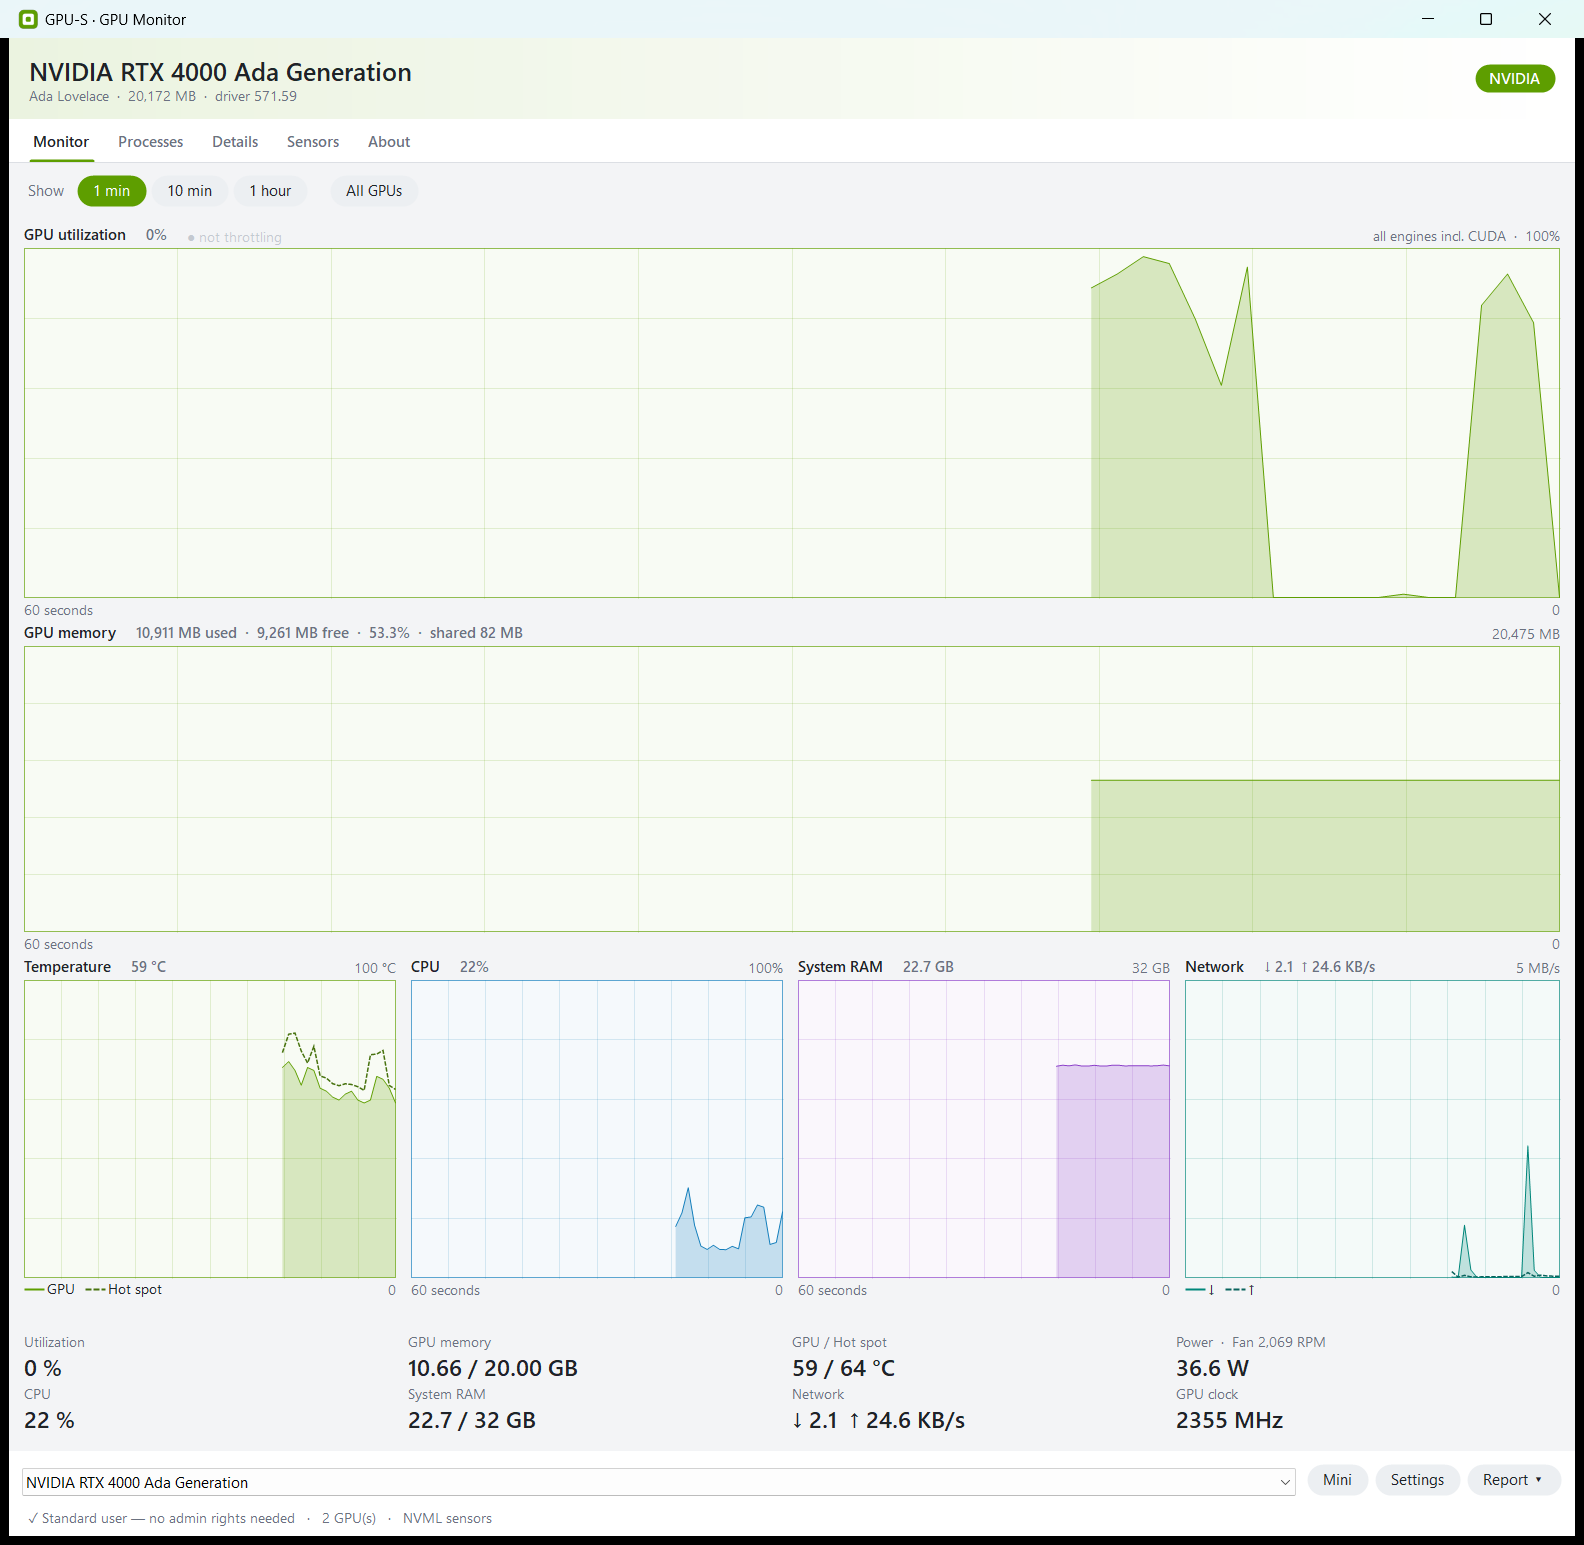 GPU-S · GPU Monitor
NVIDIA RTX 4000 Ada Generation
Ada Lovelace · 20,172 MB · driver 571.59
NVIDIA
Monitor Processes Details Sensors About
Show 1 min 10 min 1 hour All GPUs
GPU utilization 0% ● not throttling all engines incl. CUDA · 100%
60 seconds 0
GPU memory 10,911 MB used · 9,261 MB free · 53.3% · shared 82 MB 20,475 MB
60 seconds 0
Temperature 59 °C 100 °C
CPU 22% 100%
System RAM 22.7 GB 32 GB
Network ↓ 2.1 ↑ 24.6 KB/s 5 MB/s
GPU Hot spot 0
60 seconds 0
60 seconds 0
↓ ↑ 0
Utilization GPU memory GPU / Hot spot Power · Fan 2,069 RPM
0 % 10.66 / 20.00 GB 59 / 64 °C 36.6 W
CPU System RAM Network GPU clock
22 % 22.7 / 32 GB ↓ 2.1 ↑ 24.6 KB/s 2355 MHz
NVIDIA RTX 4000 Ada Generation Mini Settings Report ▾
✓ Standard user — no admin rights needed · 2 GPU(s) · NVML sensors